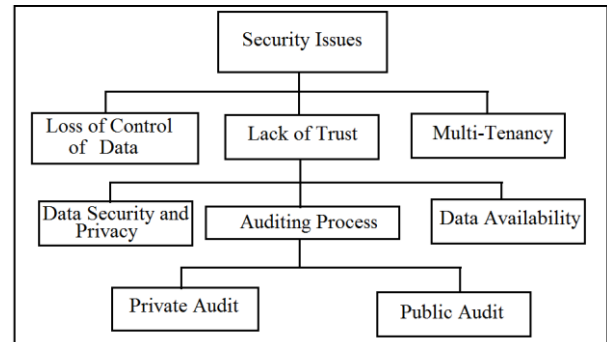 Security Issues
Loss of Control
of Data
Lack of Trust
Multi-Tenancy
Data Security and
Privacy
Auditing Process
Data Availability
Private Audit
Public Audit